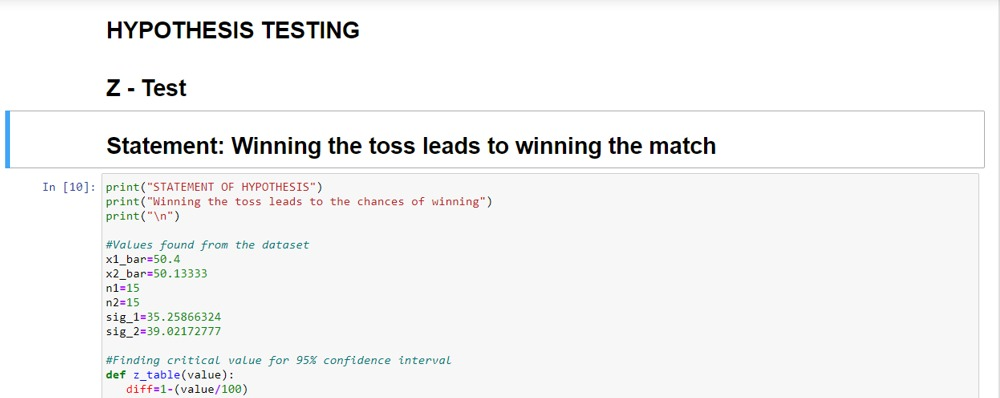 HYPOTHESIS TESTING
Z - Test
Statement: Winning the toss leads to winning the match
In [10]:
print("STATEMENT OF HYPOTHESIS")
print("Winning the toss leads to the chances of winning")
print("\n")
#Values found from the dataset
x1_bar=50.4
x2_bar=50.13333
n1=15
n2=15
sig_1=35.25866324
sig_2=39.02172777
#Finding critical value for 95% confidence interval
def z_table(value):
diff=1-(value/100)